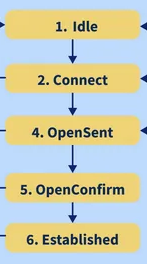 1. Idle
2. Connect
4. OpenSent
5. OpenConfirm
6. Established